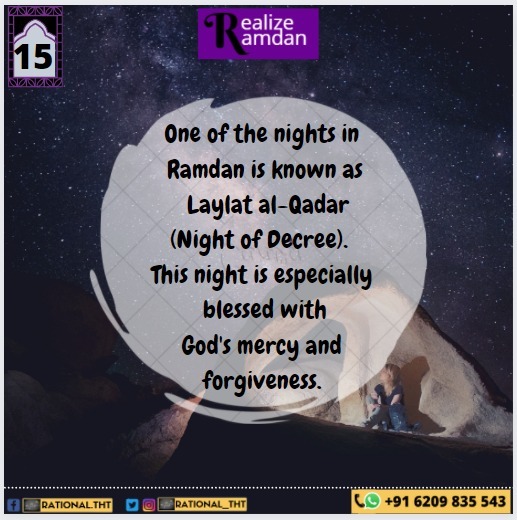 15
Realize
Ramdan
One of the nights in
Ramdan is known as
Laylat al-Qadar
(Night of Decree).
This night is especially
blessed with
God's mercy and
forgiveness.
RATIONAL.THT RATIONAL_THT +91 6209 835 543